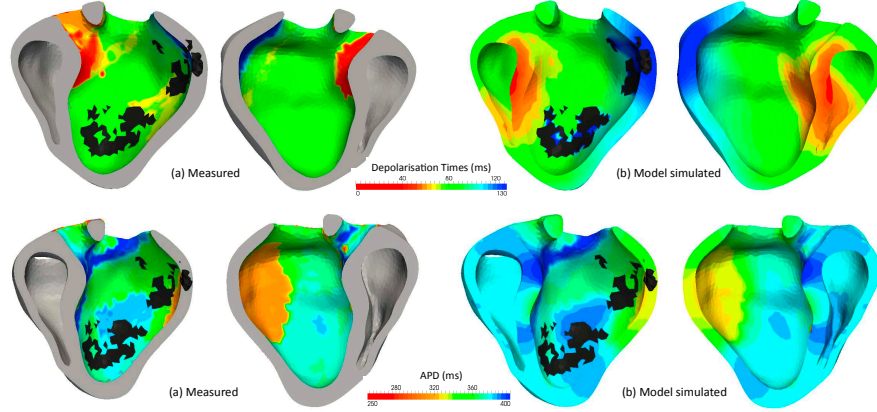 Depolarisation Times (ms)
(a) Measured
(b) Model simulated
40 80 120
0 130
APD (ms)
(a) Measured
(b) Model simulated
280 320 360 400
250 400